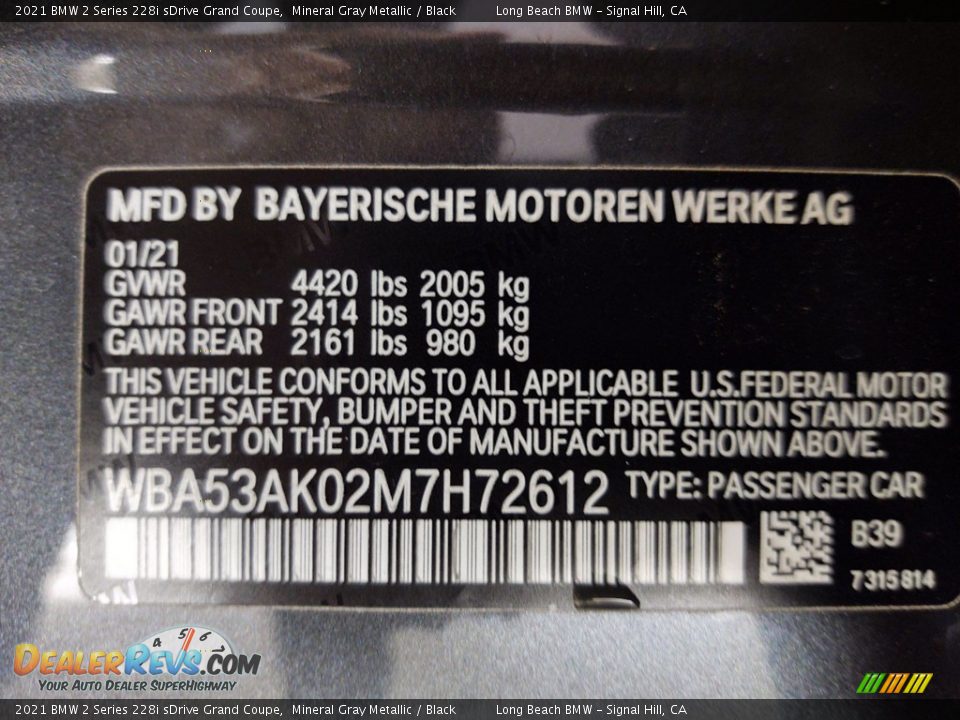 2021 BMW 2 Series 228i sDrive Grand Coupe, Mineral Gray Metallic / Black Long Beach BMW - Signal Hill, CA
MFD BY BAYERISCHE MOTOREN WERKE AG
01/21
GVWR 4420 lbs 2005 kg
GAWR FRONT 2414 lbs 1095 kg
GAWR REAR 2161 lbs 980 kg
THIS VEHICLE CONFORMS TO ALL APPLICABLE U.S.FEDERAL MOTOR
VEHICLE SAFETY, BUMPER AND THEFT PREVENTION STANDARDS
IN EFFECT ON THE DATE OF MANUFACTURE SHOWN ABOVE.
WBA53AK02M7H72612 TYPE: PASSENGER CAR
B39
7315814
4 5 6
DEALERREVS.COM
YOUR AUTO DEALER SUPERHIGHWAY
2021 BMW 2 Series 228i sDrive Grand Coupe, Mineral Gray Metallic / Black Long Beach BMW - Signal Hill, CA